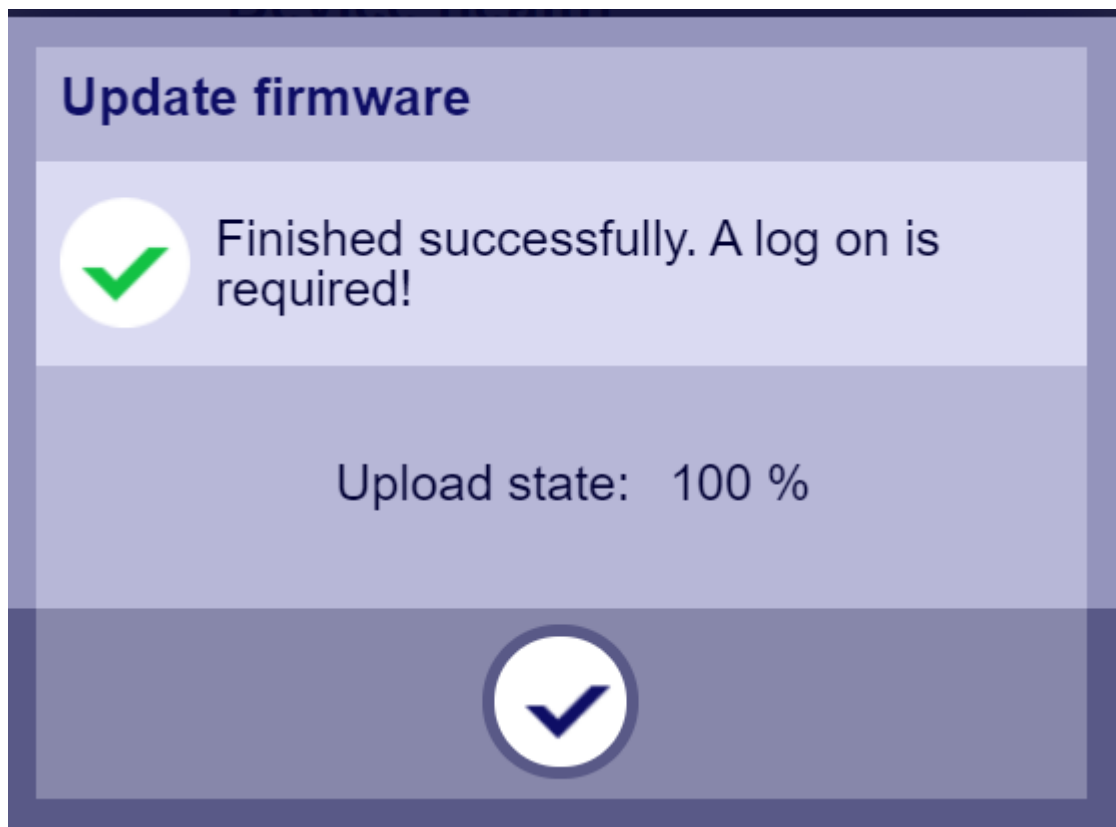 Update firmware
Finished successfully. A log on is
required!
Upload state: 100 %